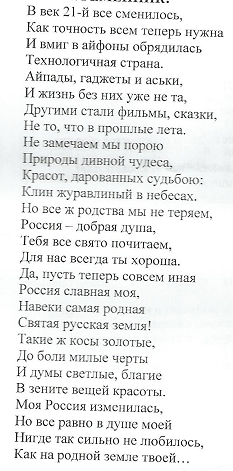 В век 21-й все сменилось,
Как точность всем теперь нужна
И вмиг в айфоны обрядилась
Технологичная страна.
Айпады, гаджеты и аськи,
И жизнь без них уже не та,
Другими стали фильмы, сказки,
Не то, что в прошлые лета.
Не замечаем мы порою
Природы дивной чудеса,
Красот, дарованных судьбою:
Клин журавлиный в небесах.
Но все ж родства мы не теряем,
Россия – добрая душа,
Тебя все свято почитаем,
Для нас всегда ты хороша.
Да, пусть теперь совсем иная
Россия славная моя,
Навеки самая родная
Святая русская земля!
Такие ж косы золотые,
До боли милые черты
И думы светлые, благие
В зените вещей красоты.
Моя Россия изменилась,
Но все равно в душе моей
Нигде так сильно не любилось,
Как на родной земле твоей…